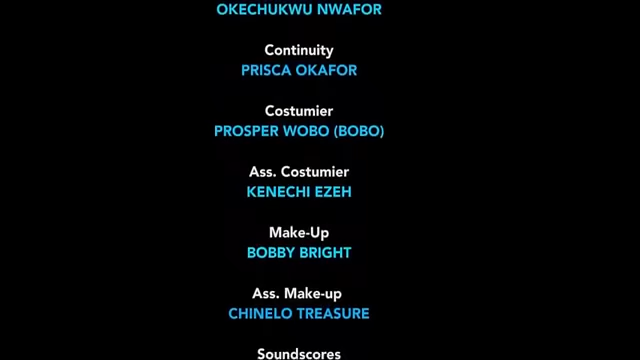 OKECHUKWU NWAFOR
Continuity
PRISCA OKAFOR
Costumier
PROSPER WOBO (BOBO)
Ass. Costumier
KENECHI EZEH
Make-Up
BOBBY BRIGHT
Ass. Make-up
CHINELO TREASURE
Soundscores